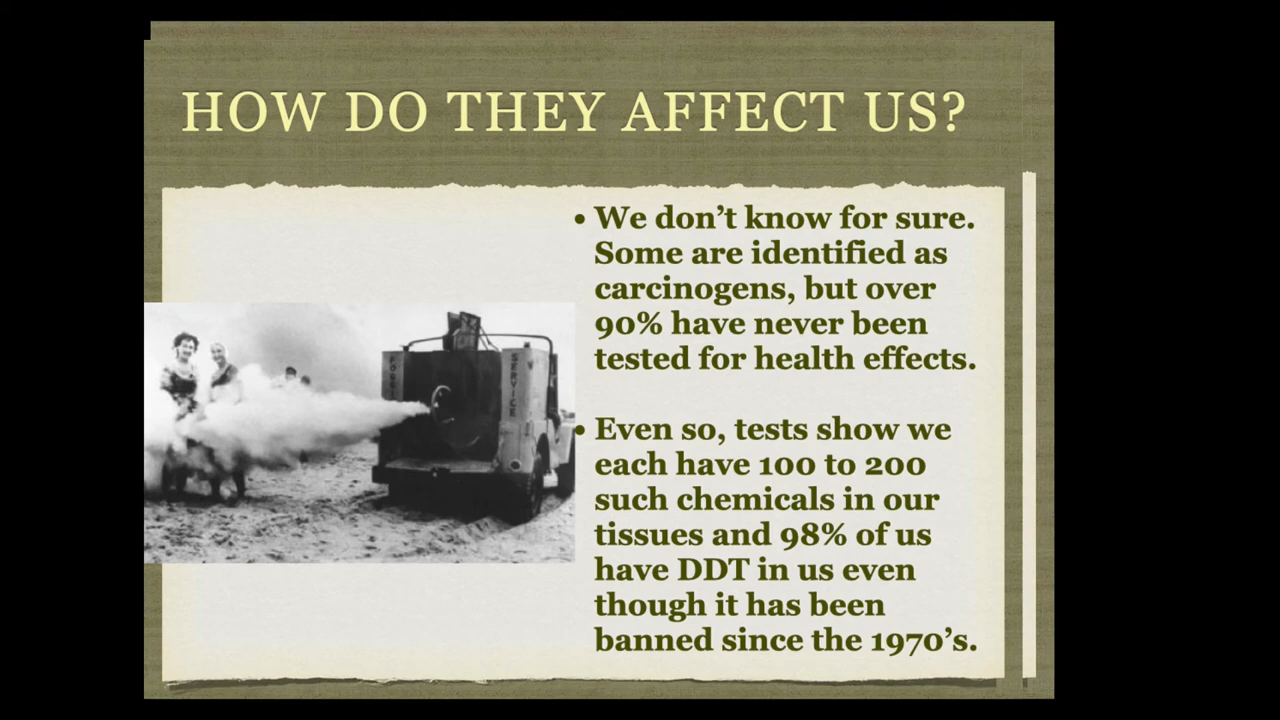 HOW DO THEY AFFECT US?
• We don’t know for sure.
Some are identified as
carcinogens, but over
90% have never been
tested for health effects.
• Even so, tests show we
each have 100 to 200
such chemicals in our
tissues and 98% of us
have DDT in us even
though it has been
banned since the 1970’s.
SERVICE